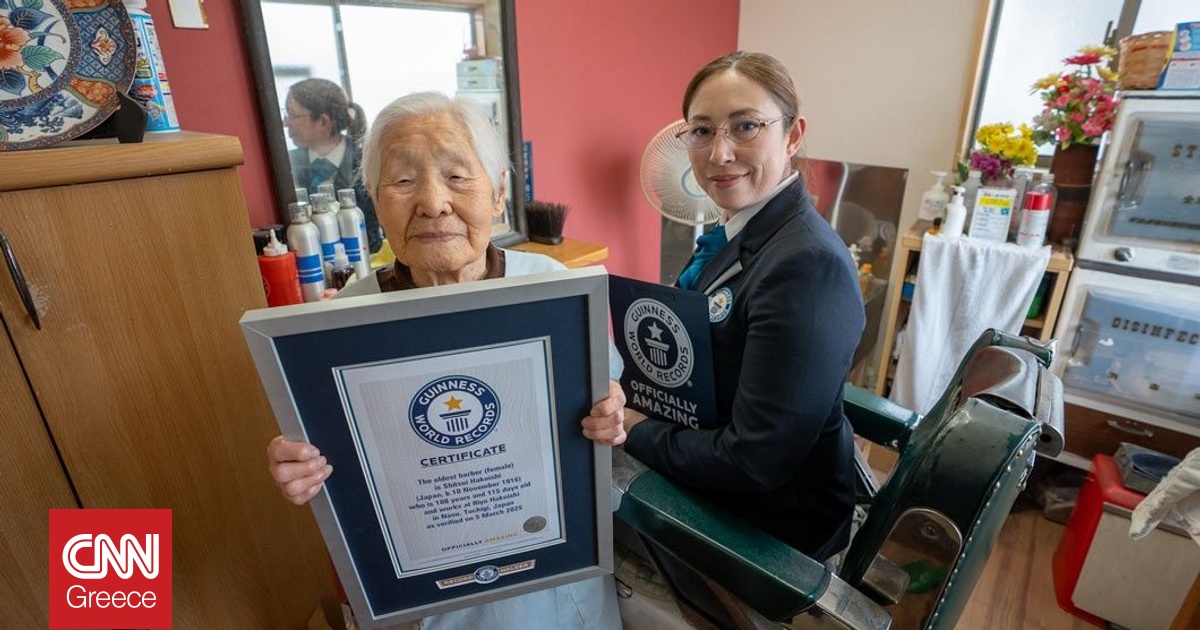 GUINNESS
WORLD RECORDS
CERTIFICATE
The oldest barber (female)
is Shitsui Hakoishi
(Japan, b.10 November 1916)
who is 108 years and 115 days old
and works at Riyo Hakoishi
in Nasu, Tochigi, Japan
as verified on 5 March 2025
OFFICIALLY AMAZING
RECORD HOLDER
GUINNESS
WORLD RECORDS
OFFICIALLY
AMAZING
CNN
Greece